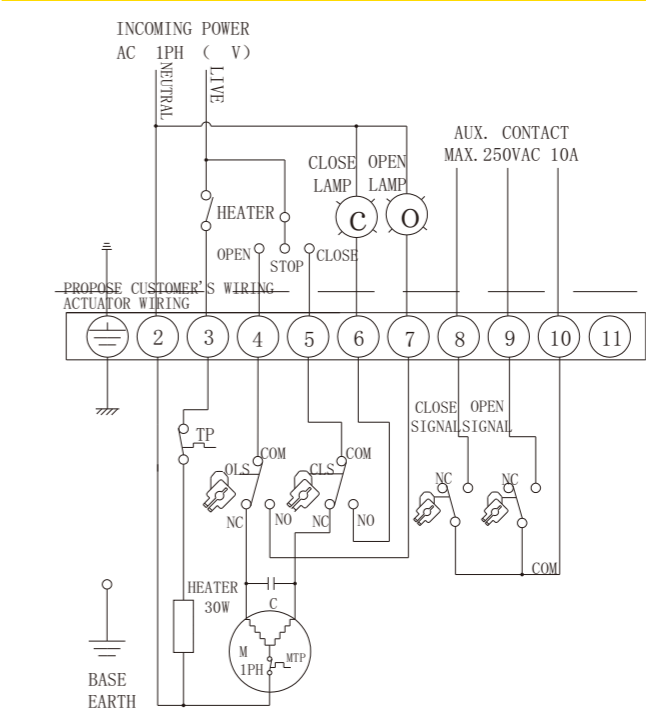 INCOMING POWER
AC 1PH ( V)
NEUTRAL
LIVE
AUX. CONTACT
MAX. 250VAC 10A
CLOSE LAMP
OPEN LAMP
C
O
HEATER
OPEN
STOP
CLOSE
PROPOSE CUSTOMER'S WIRING
ACTUATOR WIRING
2 3 4 5 6 7 8 9 10 11
CLOSE SIGNAL
OPEN SIGNAL
TP
COM
COM
OLS
CLS
NC
NC
NC
NO
NC
NO
COM
HEATER
30W
C
M
1PH
MTP
BASE
EARTH